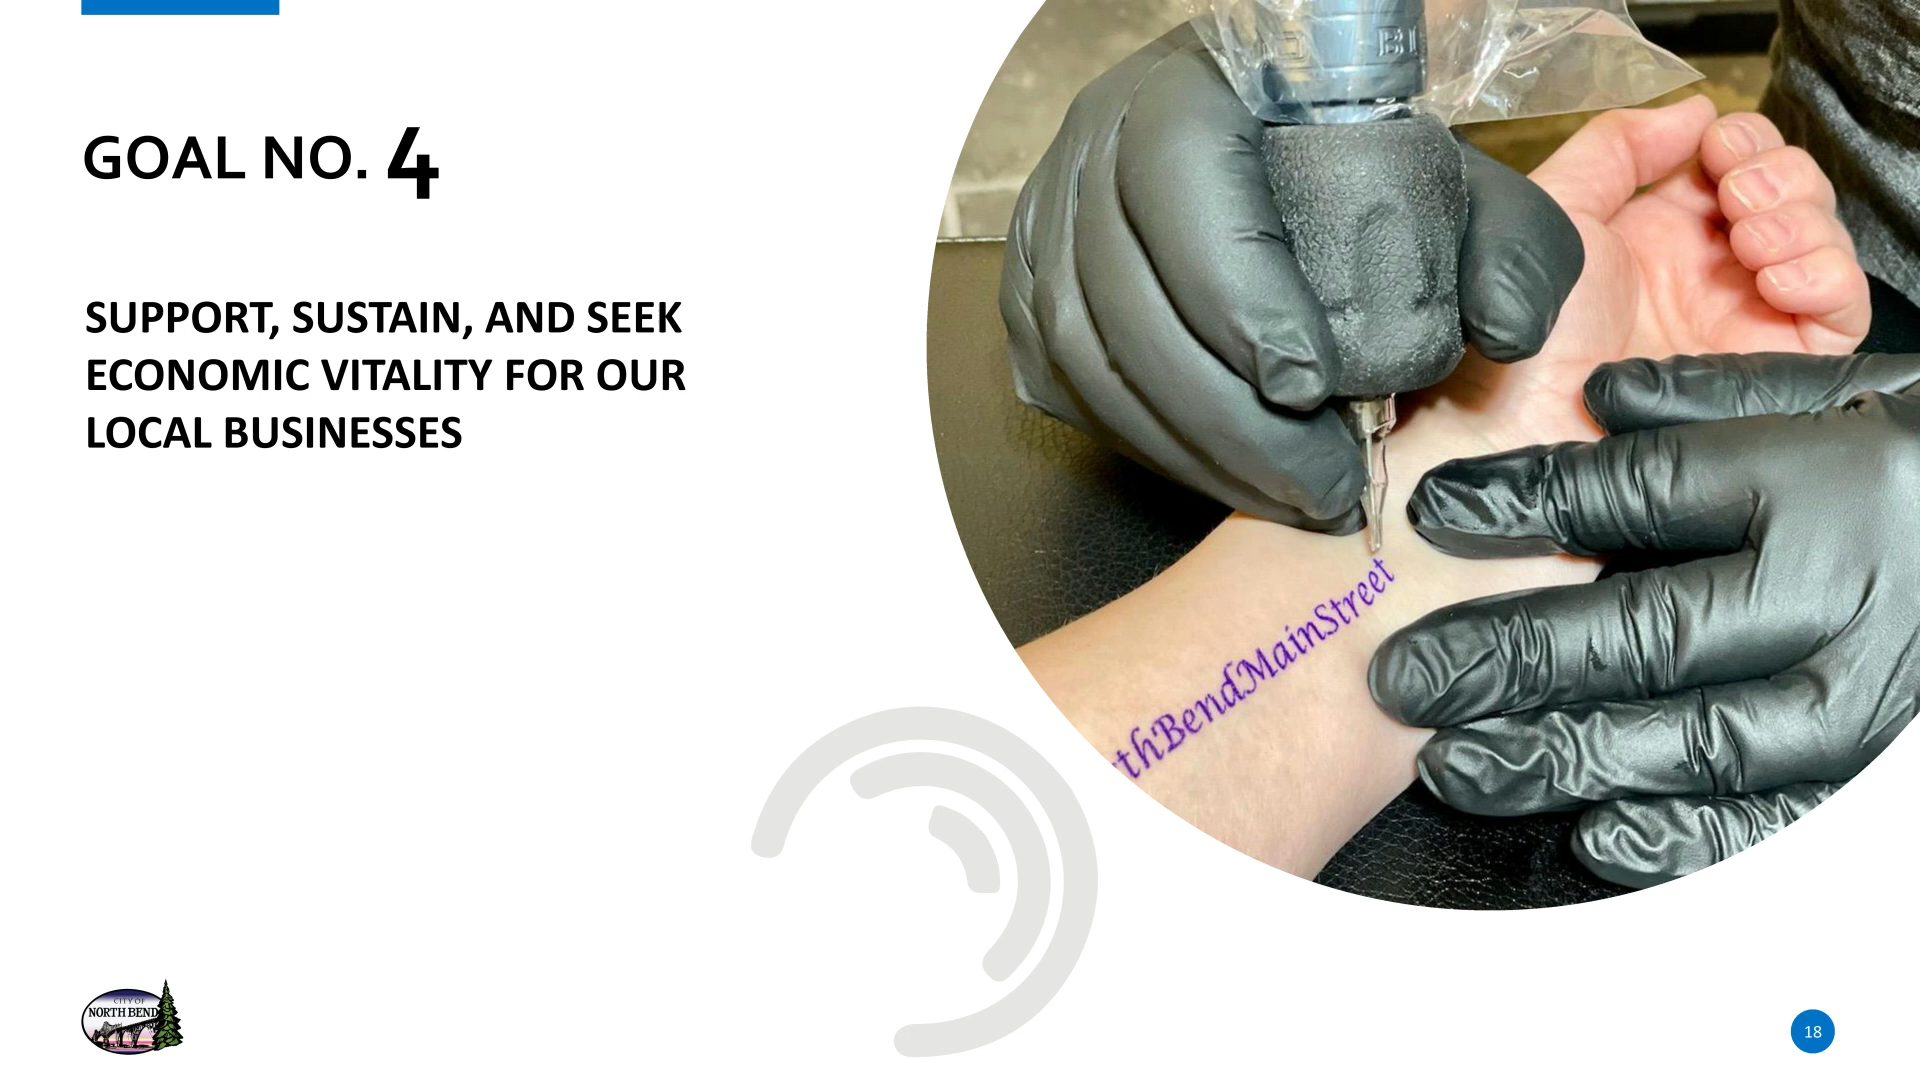 GOAL NO. 4
SUPPORT, SUSTAIN, AND SEEK
ECONOMIC VITALITY FOR OUR
LOCAL BUSINESSES
BI
thBendMainStreet
CITY OF
NORTH BEND
18